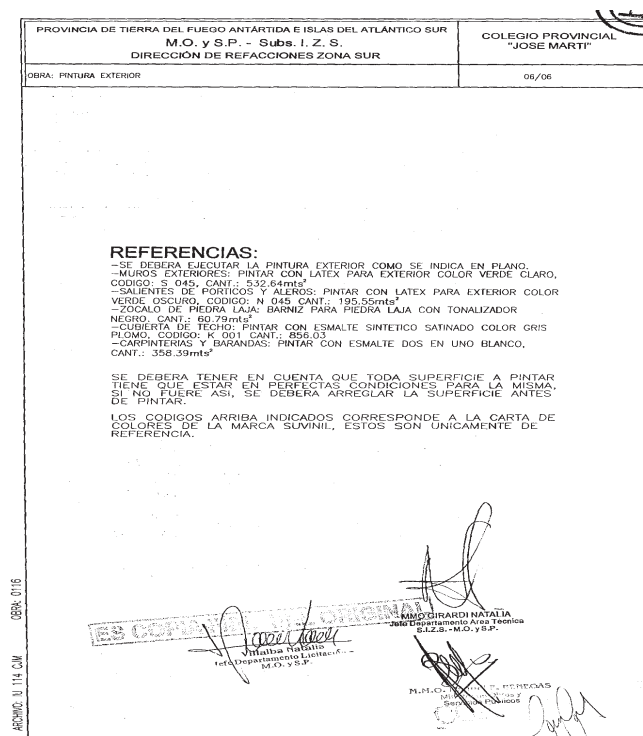 PROVINCIA DE TIERRA DEL FUEGO ANTÁRTIDA E ISLAS DEL ATLÁNTICO SUR
M.O. y S.P. - Subs. I. Z. S.
DIRECCIÓN DE REFACCIONES ZONA SUR
COLEGIO PROVINCIAL
"JOSE MARTI"
OBRA: PINTURA EXTERIOR
06/06
REFERENCIAS:
-SE DEBERA EJECUTAR LA PINTURA EXTERIOR COMO SE INDICA EN PLANO.
-MUROS EXTERIORES: PINTAR CON LATEX PARA EXTERIOR COLOR VERDE CLARO,
CODIGO: S 045, CANT.: 532.64mts²
-SALIENTES DE PORTICOS Y ALEROS: PINTAR CON LATEX PARA EXTERIOR COLOR
VERDE OSCURO, CODIGO: N 045 CANT.: 195.55mts²
-ZOCALO DE PIEDRA LAJA: BARNIZ PARA PIEDRA LAJA CON TONALIZADOR
NEGRO. CANT.: 60.79mts²
-CUBIERTA DE TECHO: PINTAR CON ESMALTE SINTETICO SATINADO COLOR GRIS
PLOMO, CODIGO: K 001 CANT.: 856.03
-CARPINTERIAS Y BARANDAS: PINTAR CON ESMALTE DOS EN UNO BLANCO,
CANT.: 358.39mts²
SE DEBERA TENER EN CUENTA QUE TODA SUPERFICIE A PINTAR
TIENE QUE ESTAR EN PERFECTAS CONDICIONES PARA LA MISMA,
SI NO FUERE ASI, SE DEBERA ARREGLAR LA SUPERFICIE ANTES
DE PINTAR.
LOS CODIGOS ARRIBA INDICADOS CORRESPONDE A LA CARTA DE
COLORES DE LA MARCA SUVINIL, ESTOS SON UNICAMENTE DE
REFERENCIA.
ARCHIVO: IU 114 CJM OBRA: 0116
ES COPIA ORIGINAL
MMO GIRARDI NATALIA
Jefe Departamento Area Tecnica
S.I.Z.S.-M.O. y S.P.
Villalba Natalia
Jefe Departamento
M.O. y S.P.
M.M.O.
Servicios Públicos